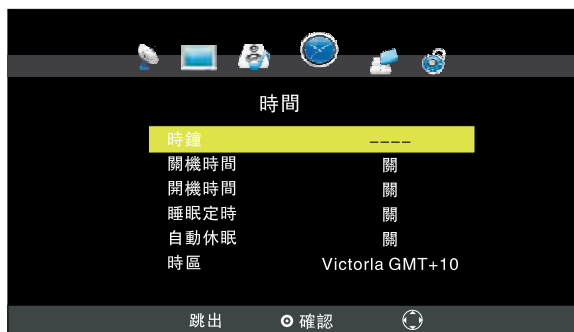 時間
時鐘 ----
關機時間 關
開機時間 關
睡眠定時 關
自動休眠 關
時區 Victorla GMT+10
跳出 確認